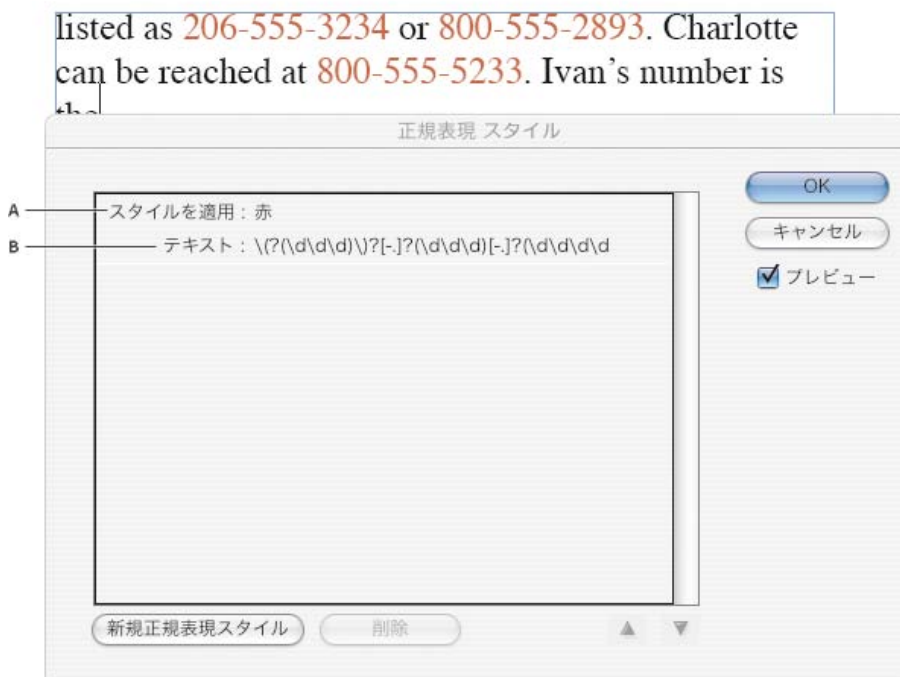 listed as 206-555-3234 or 800-555-2893. Charlotte
can be reached at 800-555-5233. Ivan's number is
the
正規表現 スタイル
A
スタイルを適用 : 赤
B
テキスト : \(?(\d\d\d)\)?[-.]?(\d\d\d)[-.]?(\d\d\d\d
OK
キャンセル
プレビュー
新規正規表現スタイル
削除